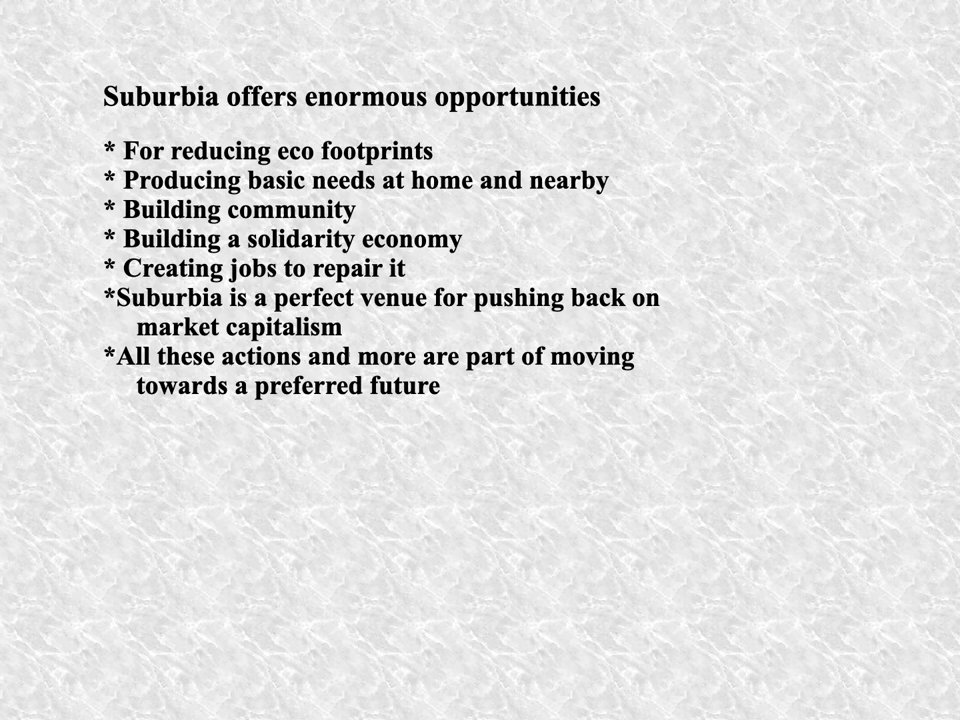 Suburbia offers enormous opportunities
* For reducing eco footprints
* Producing basic needs at home and nearby
* Building community
* Building a solidarity economy
* Creating jobs to repair it
*Suburbia is a perfect venue for pushing back on
market capitalism
*All these actions and more are part of moving
towards a preferred future